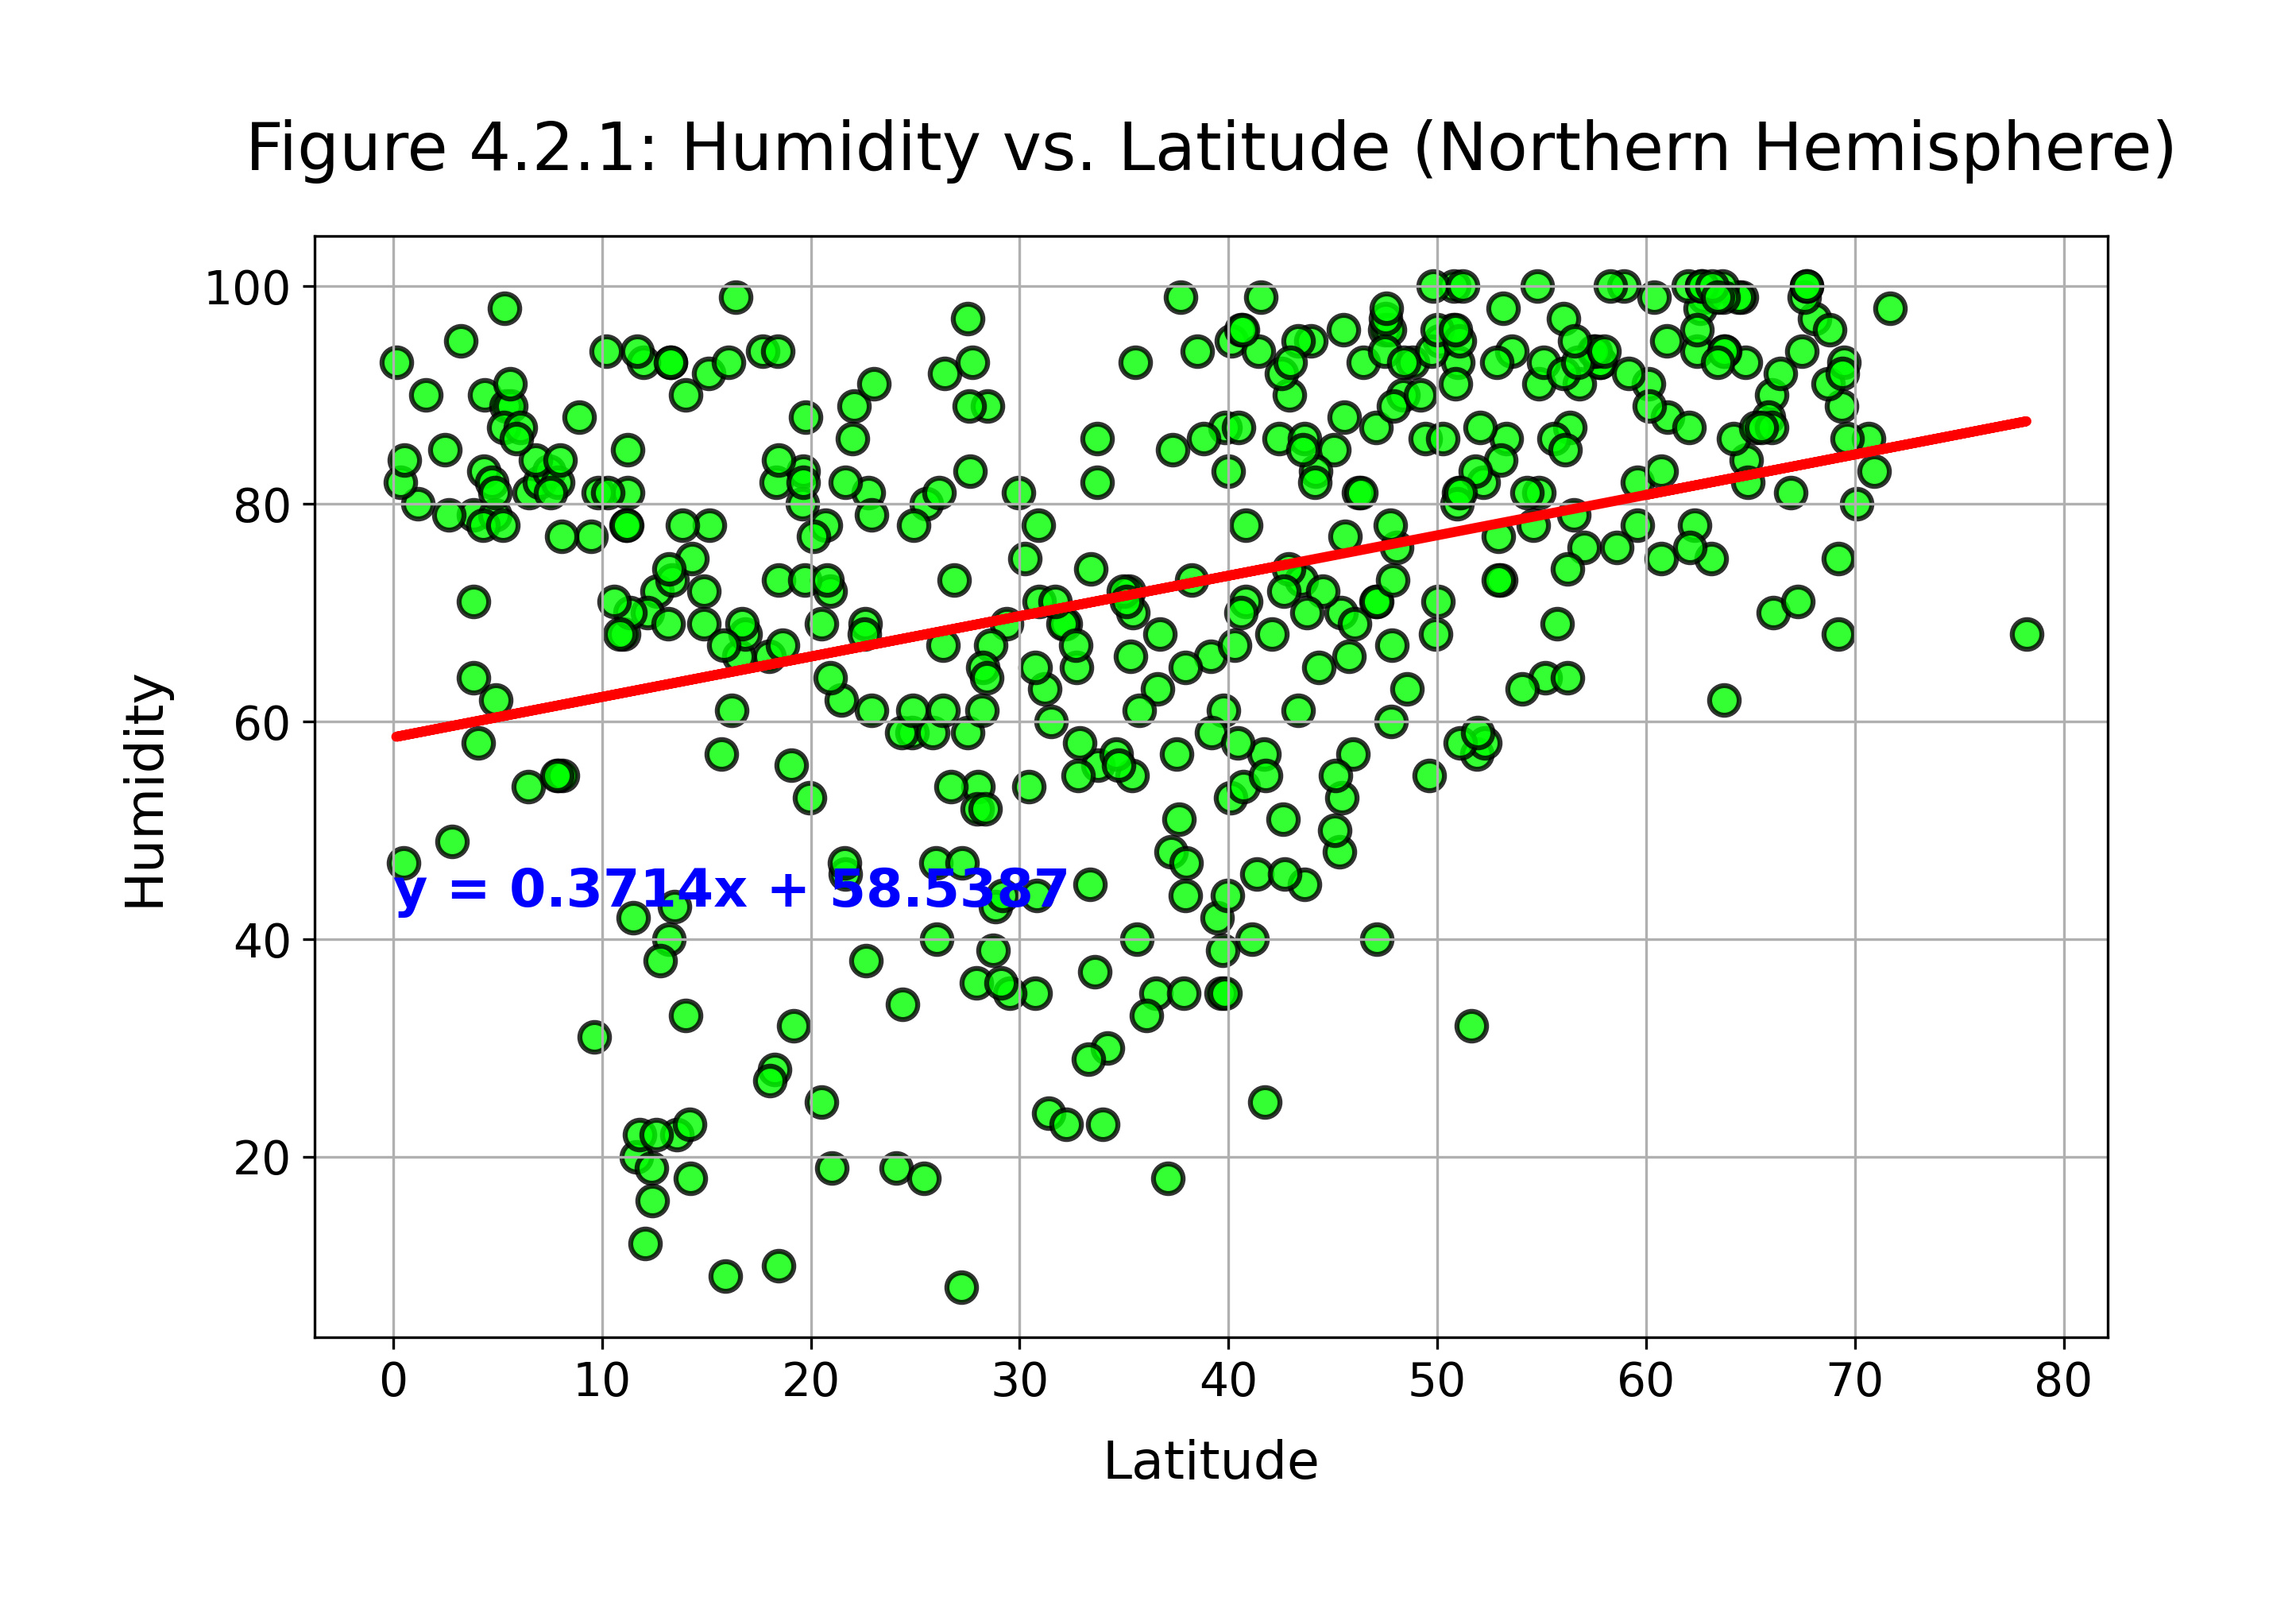 Figure 4.2.1: Humidity vs. Latitude (Northern Hemisphere)
100
80
60
40
20
Humidity
y = 0.3714x + 58.5387
0 10 20 30 40 50 60 70 80
Latitude